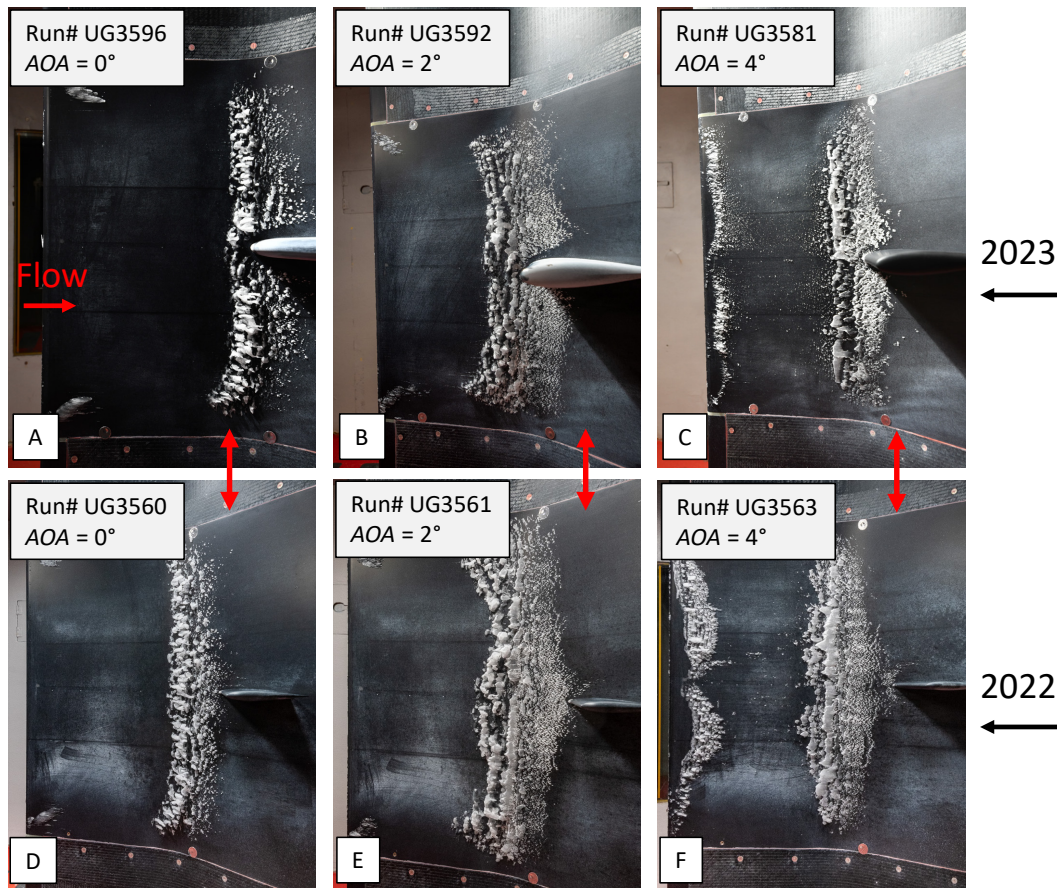 Run# UG3596
AOA = 0°
Run# UG3592
AOA = 2°
Run# UG3581
AOA = 4°
2023
Flow
A
B
C
Run# UG3560
AOA = 0°
Run# UG3561
AOA = 2°
Run# UG3563
AOA = 4°
2022
D
E
F